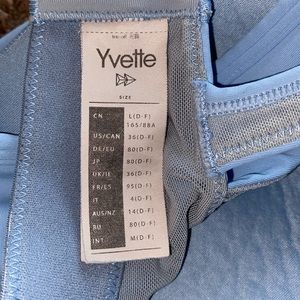 Yvette
SIZE
CN L(D-F)
165/88A
US/CAN 36(D-F)
DE/EU 80(D-F)
JP 80(D-F)
UK/IE 36(D-F)
FR/ES 95(D-F)
IT 4(D-F)
AUS/NZ 14(D-F)
RU 80(D-F)
INT M(D-F)